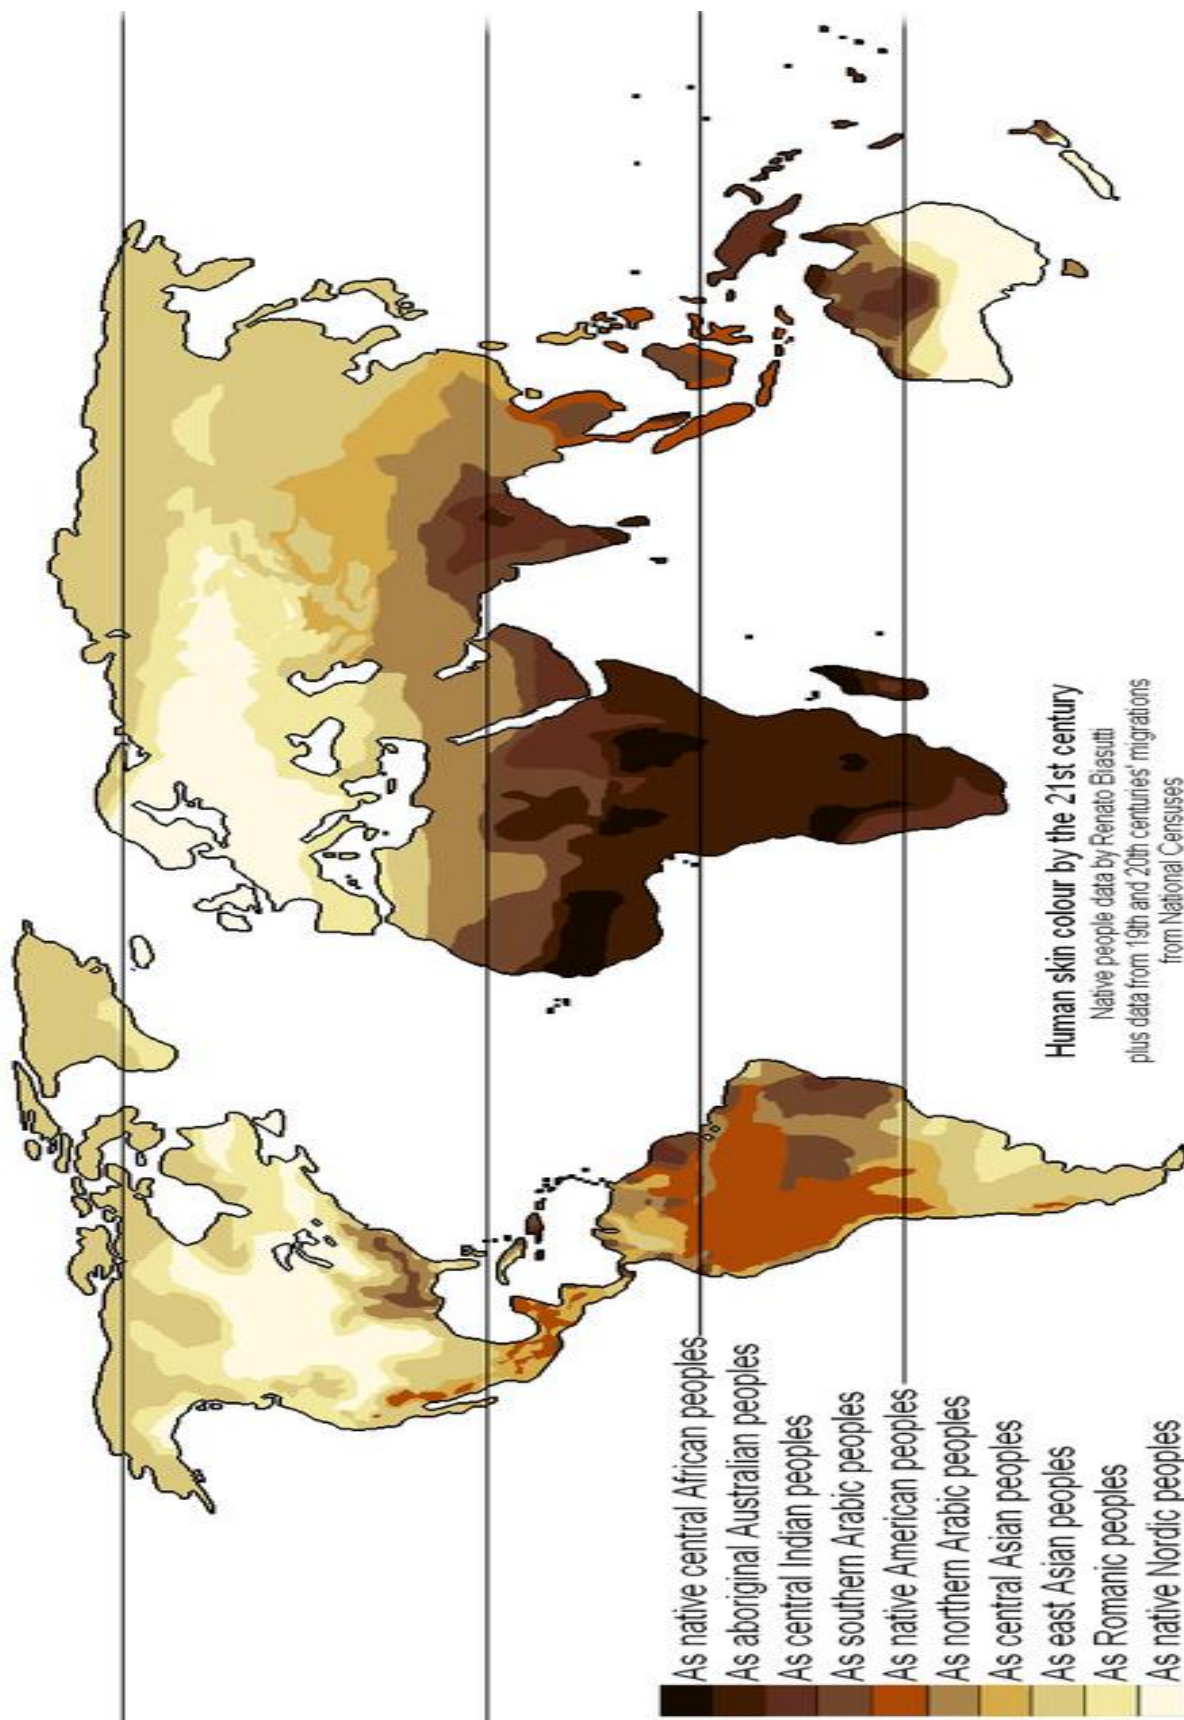 As native central African peoples
As aboriginal Australian peoples
As central Indian peoples
As southern Arabic peoples
As native American peoples
As northern Arabic peoples
As central Asian peoples
As east Asian peoples
As Romanic peoples
As native Nordic peoples
Human skin colour by the 21st century
Native people data by Renato Biasutti
plus data from 19th and 20th centuries' migrations
from National Censuses